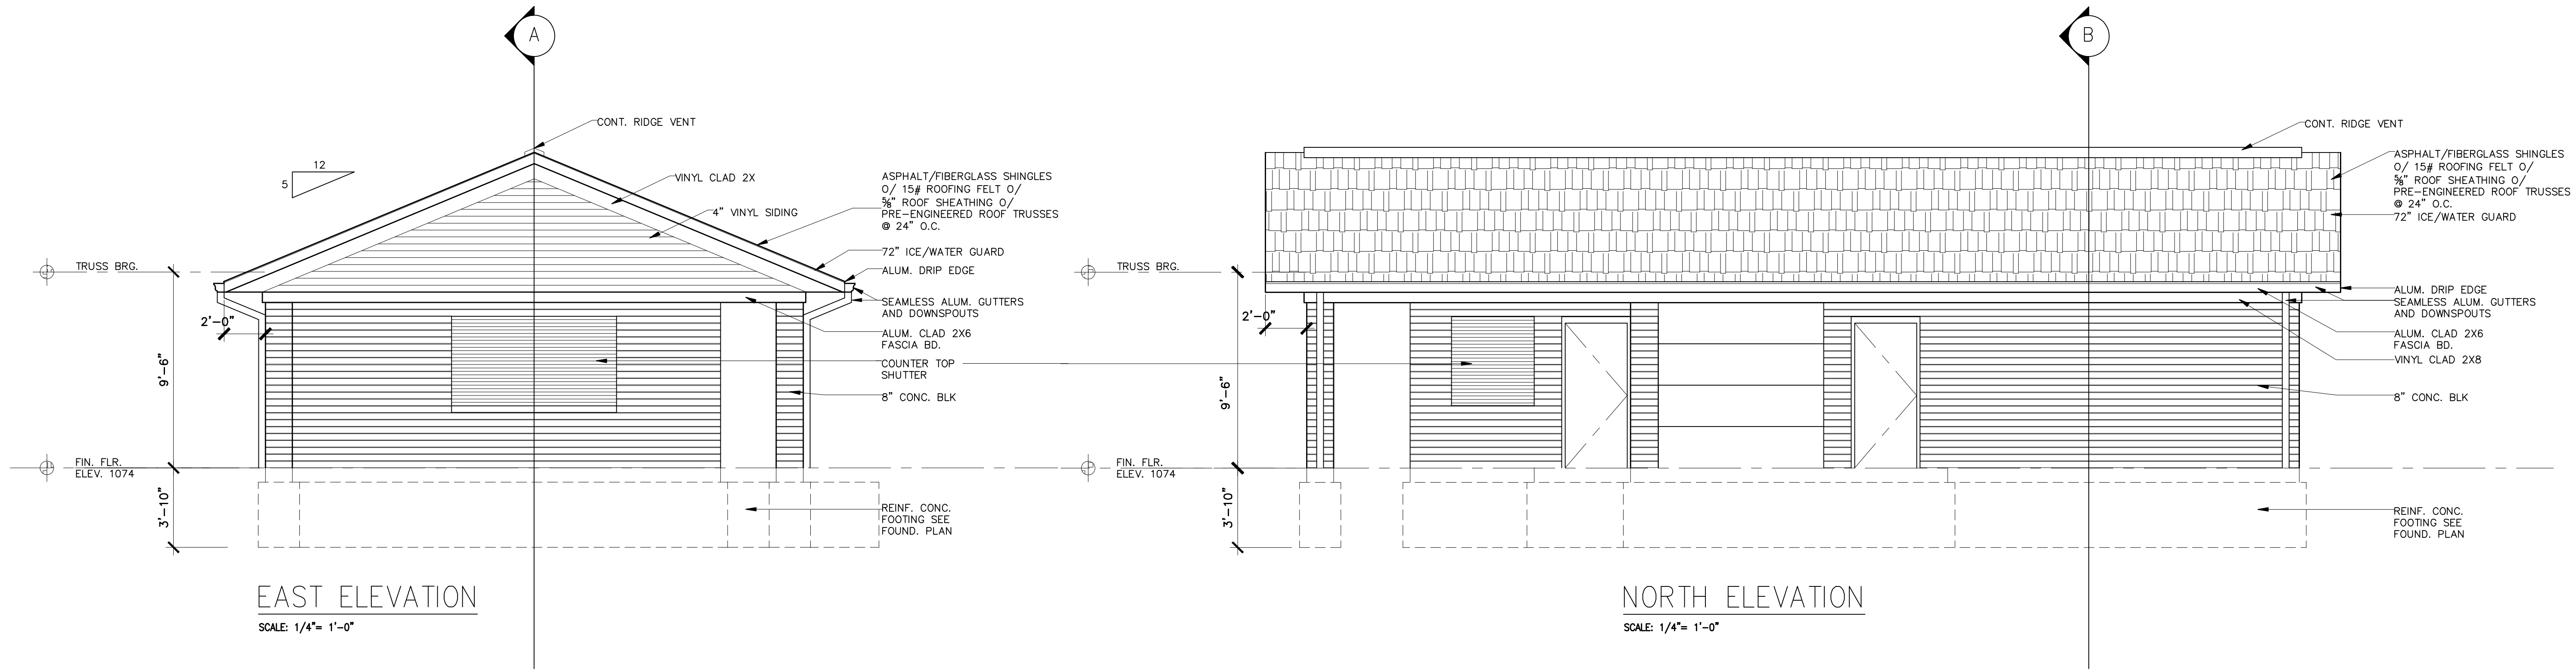 A
CONT. RIDGE VENT
12
5
VINYL CLAD 2X
4" VINYL SIDING
ASPHALT/FIBERGLASS SHINGLES
O/ 15# ROOFING FELT O/
⅝" ROOF SHEATHING O/
PRE-ENGINEERED ROOF TRUSSES
@ 24" O.C.
72" ICE/WATER GUARD
ALUM. DRIP EDGE
SEAMLESS ALUM. GUTTERS
AND DOWNSPOUTS
ALUM. CLAD 2X6
FASCIA BD.
COUNTER TOP
SHUTTER
8" CONC. BLK
TRUSS BRG.
2'-0"
9'-6"
FIN. FLR.
ELEV. 1074
3'-10"
REINF. CONC.
FOOTING SEE
FOUND. PLAN
EAST ELEVATION
SCALE: 1/4"= 1'-0"
B
CONT. RIDGE VENT
ASPHALT/FIBERGLASS SHINGLES
O/ 15# ROOFING FELT O/
⅝" ROOF SHEATHING O/
PRE-ENGINEERED ROOF TRUSSES
@ 24" O.C.
72" ICE/WATER GUARD
TRUSS BRG.
ALUM. DRIP EDGE
SEAMLESS ALUM. GUTTERS
AND DOWNSPOUTS
2'-0"
ALUM. CLAD 2X6
FASCIA BD.
VINYL CLAD 2X8
9'-6"
8" CONC. BLK
FIN. FLR.
ELEV. 1074
3'-10"
REINF. CONC.
FOOTING SEE
FOUND. PLAN
NORTH ELEVATION
SCALE: 1/4"= 1'-0"